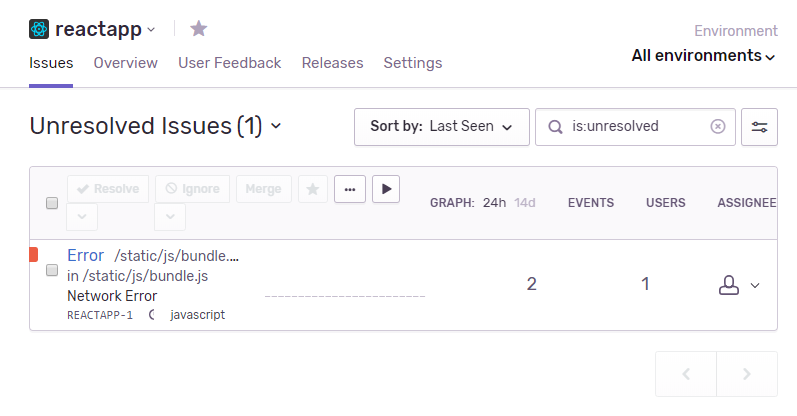 reactapp
Environment
All environments
Issues Overview User Feedback Releases Settings
Unresolved Issues (1)
Sort by: Last Seen
is:unresolved
Resolve Ignore Merge
GRAPH: 24h 14d EVENTS USERS ASSIGNEE
Error /static/js/bundle.…
in /static/js/bundle.js
Network Error
2 1
REACTAPP-1 javascript